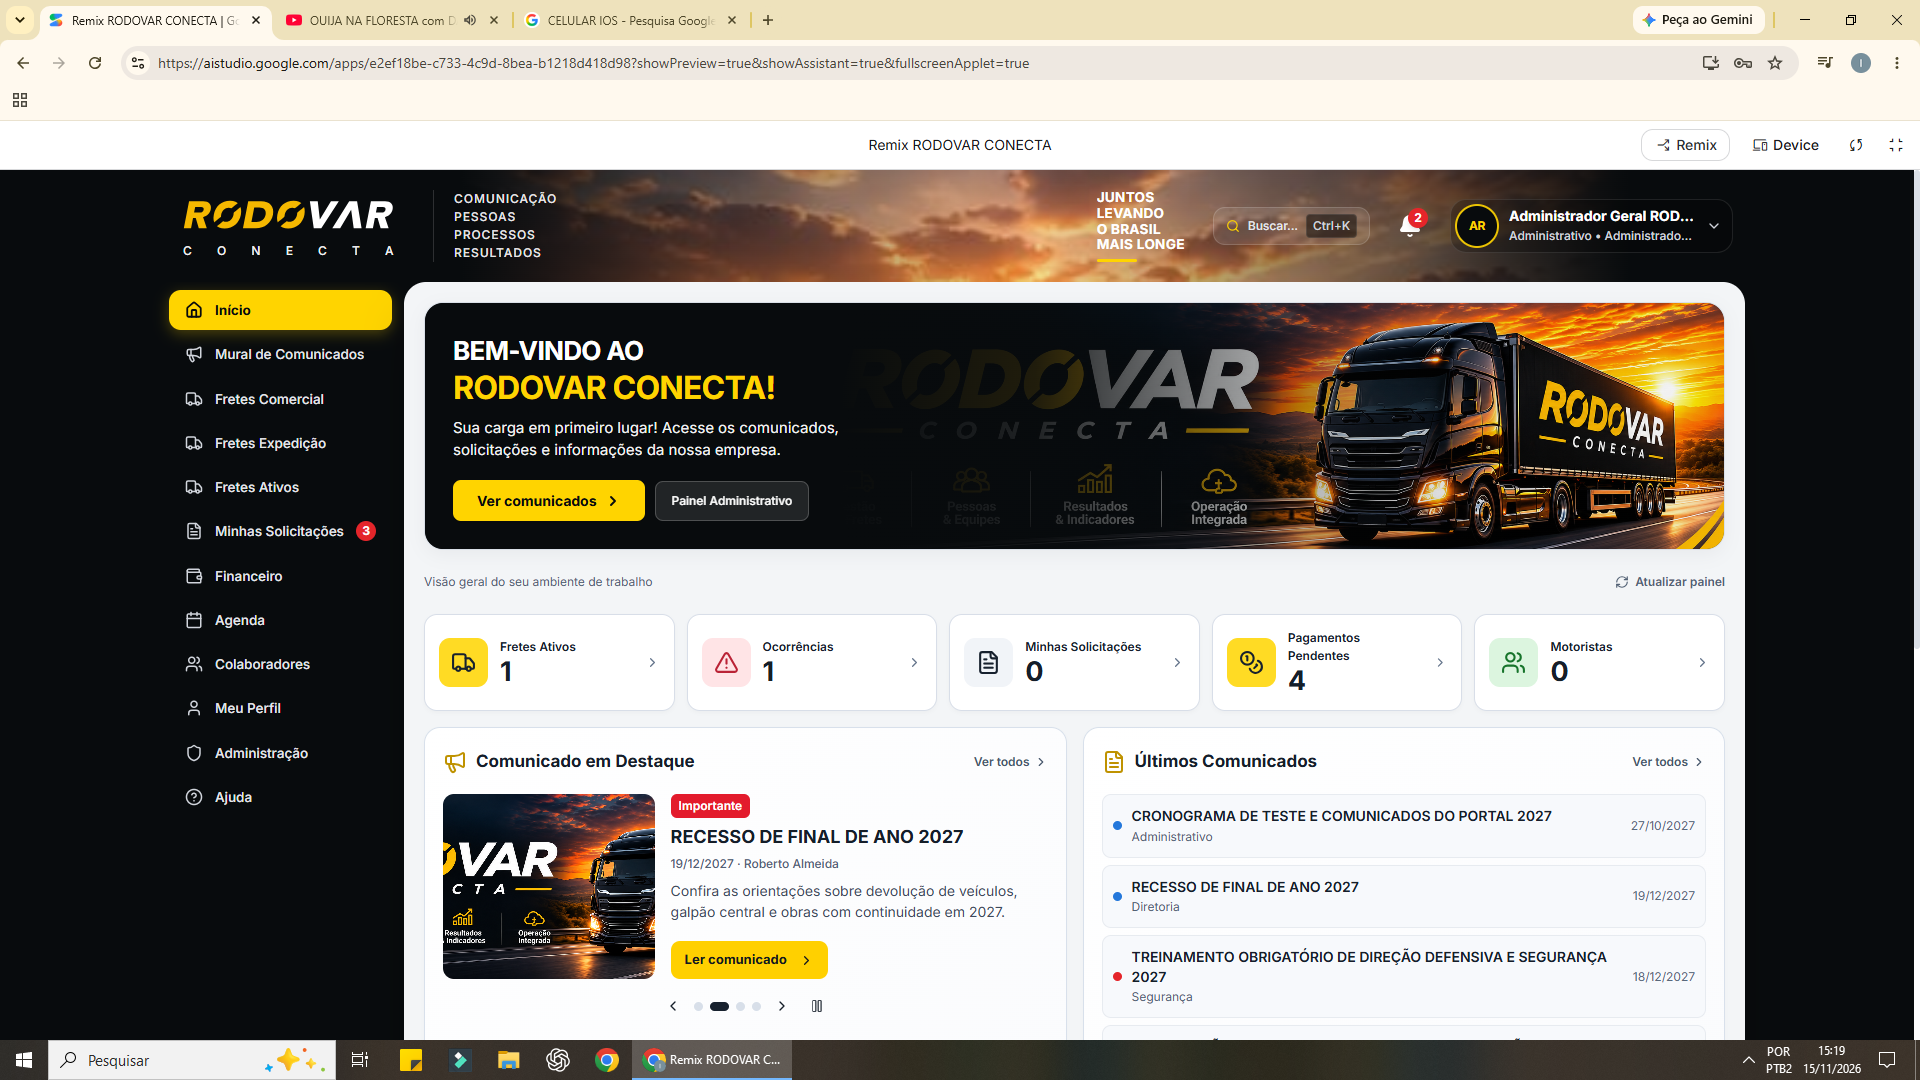 Remix RODOVAR CONECTA | Go
OUIJA NA FLORESTA com D
CELULAR IOS - Pesquisa Google
Peça ao Gemini
https://aistudio.google.com/apps/e2ef18be-c733-4c9d-8bea-b1218d418d98?showPreview=true&showAssistant=true&fullscreenApplet=true
I
Remix RODOVAR CONECTA
Remix
Device
RODOVAR
CONECTA
COMUNICAÇÃO
PESSOAS
PROCESSOS
RESULTADOS
JUNTOS
LEVANDO
O BRASIL
MAIS LONGE
Buscar... Ctrl+K
2
AR
Administrador Geral ROD...
Administrativo • Administrado...
Início
Mural de Comunicados
Fretes Comercial
Fretes Expedição
Fretes Ativos
Minhas Solicitações 3
Financeiro
Agenda
Colaboradores
Meu Perfil
Administração
Ajuda
BEM-VINDO AO
RODOVAR CONECTA!
Sua carga em primeiro lugar! Acesse os comunicados,
solicitações e informações da nossa empresa.
Ver comunicados
Painel Administrativo
RODOVAR
CONECTA
Pessoas
& Equipes
Resultados
& Indicadores
Operação
Integrada
RODOVAR
CONECTA
Visão geral do seu ambiente de trabalho
Atualizar painel
Fretes Ativos
1
Ocorrências
1
Minhas Solicitações
0
Pagamentos
Pendentes
4
Motoristas
0
Comunicado em Destaque
Ver todos
OVAR
CTA
Resultados
& Indicadores
Operação
Integrada
Importante
RECESSO DE FINAL DE ANO 2027
19/12/2027 · Roberto Almeida
Confira as orientações sobre devolução de veículos,
galpão central e obras com continuidade em 2027.
Ler comunicado
Últimos Comunicados
Ver todos
CRONOGRAMA DE TESTE E COMUNICADOS DO PORTAL 2027
Administrativo
27/10/2027
RECESSO DE FINAL DE ANO 2027
Diretoria
19/12/2027
TREINAMENTO OBRIGATÓRIO DE DIREÇÃO DEFENSIVA E SEGURANÇA
2027
Segurança
18/12/2027
Pesquisar
Remix RODOVAR C...
POR
PTB2
15:19
15/11/2026